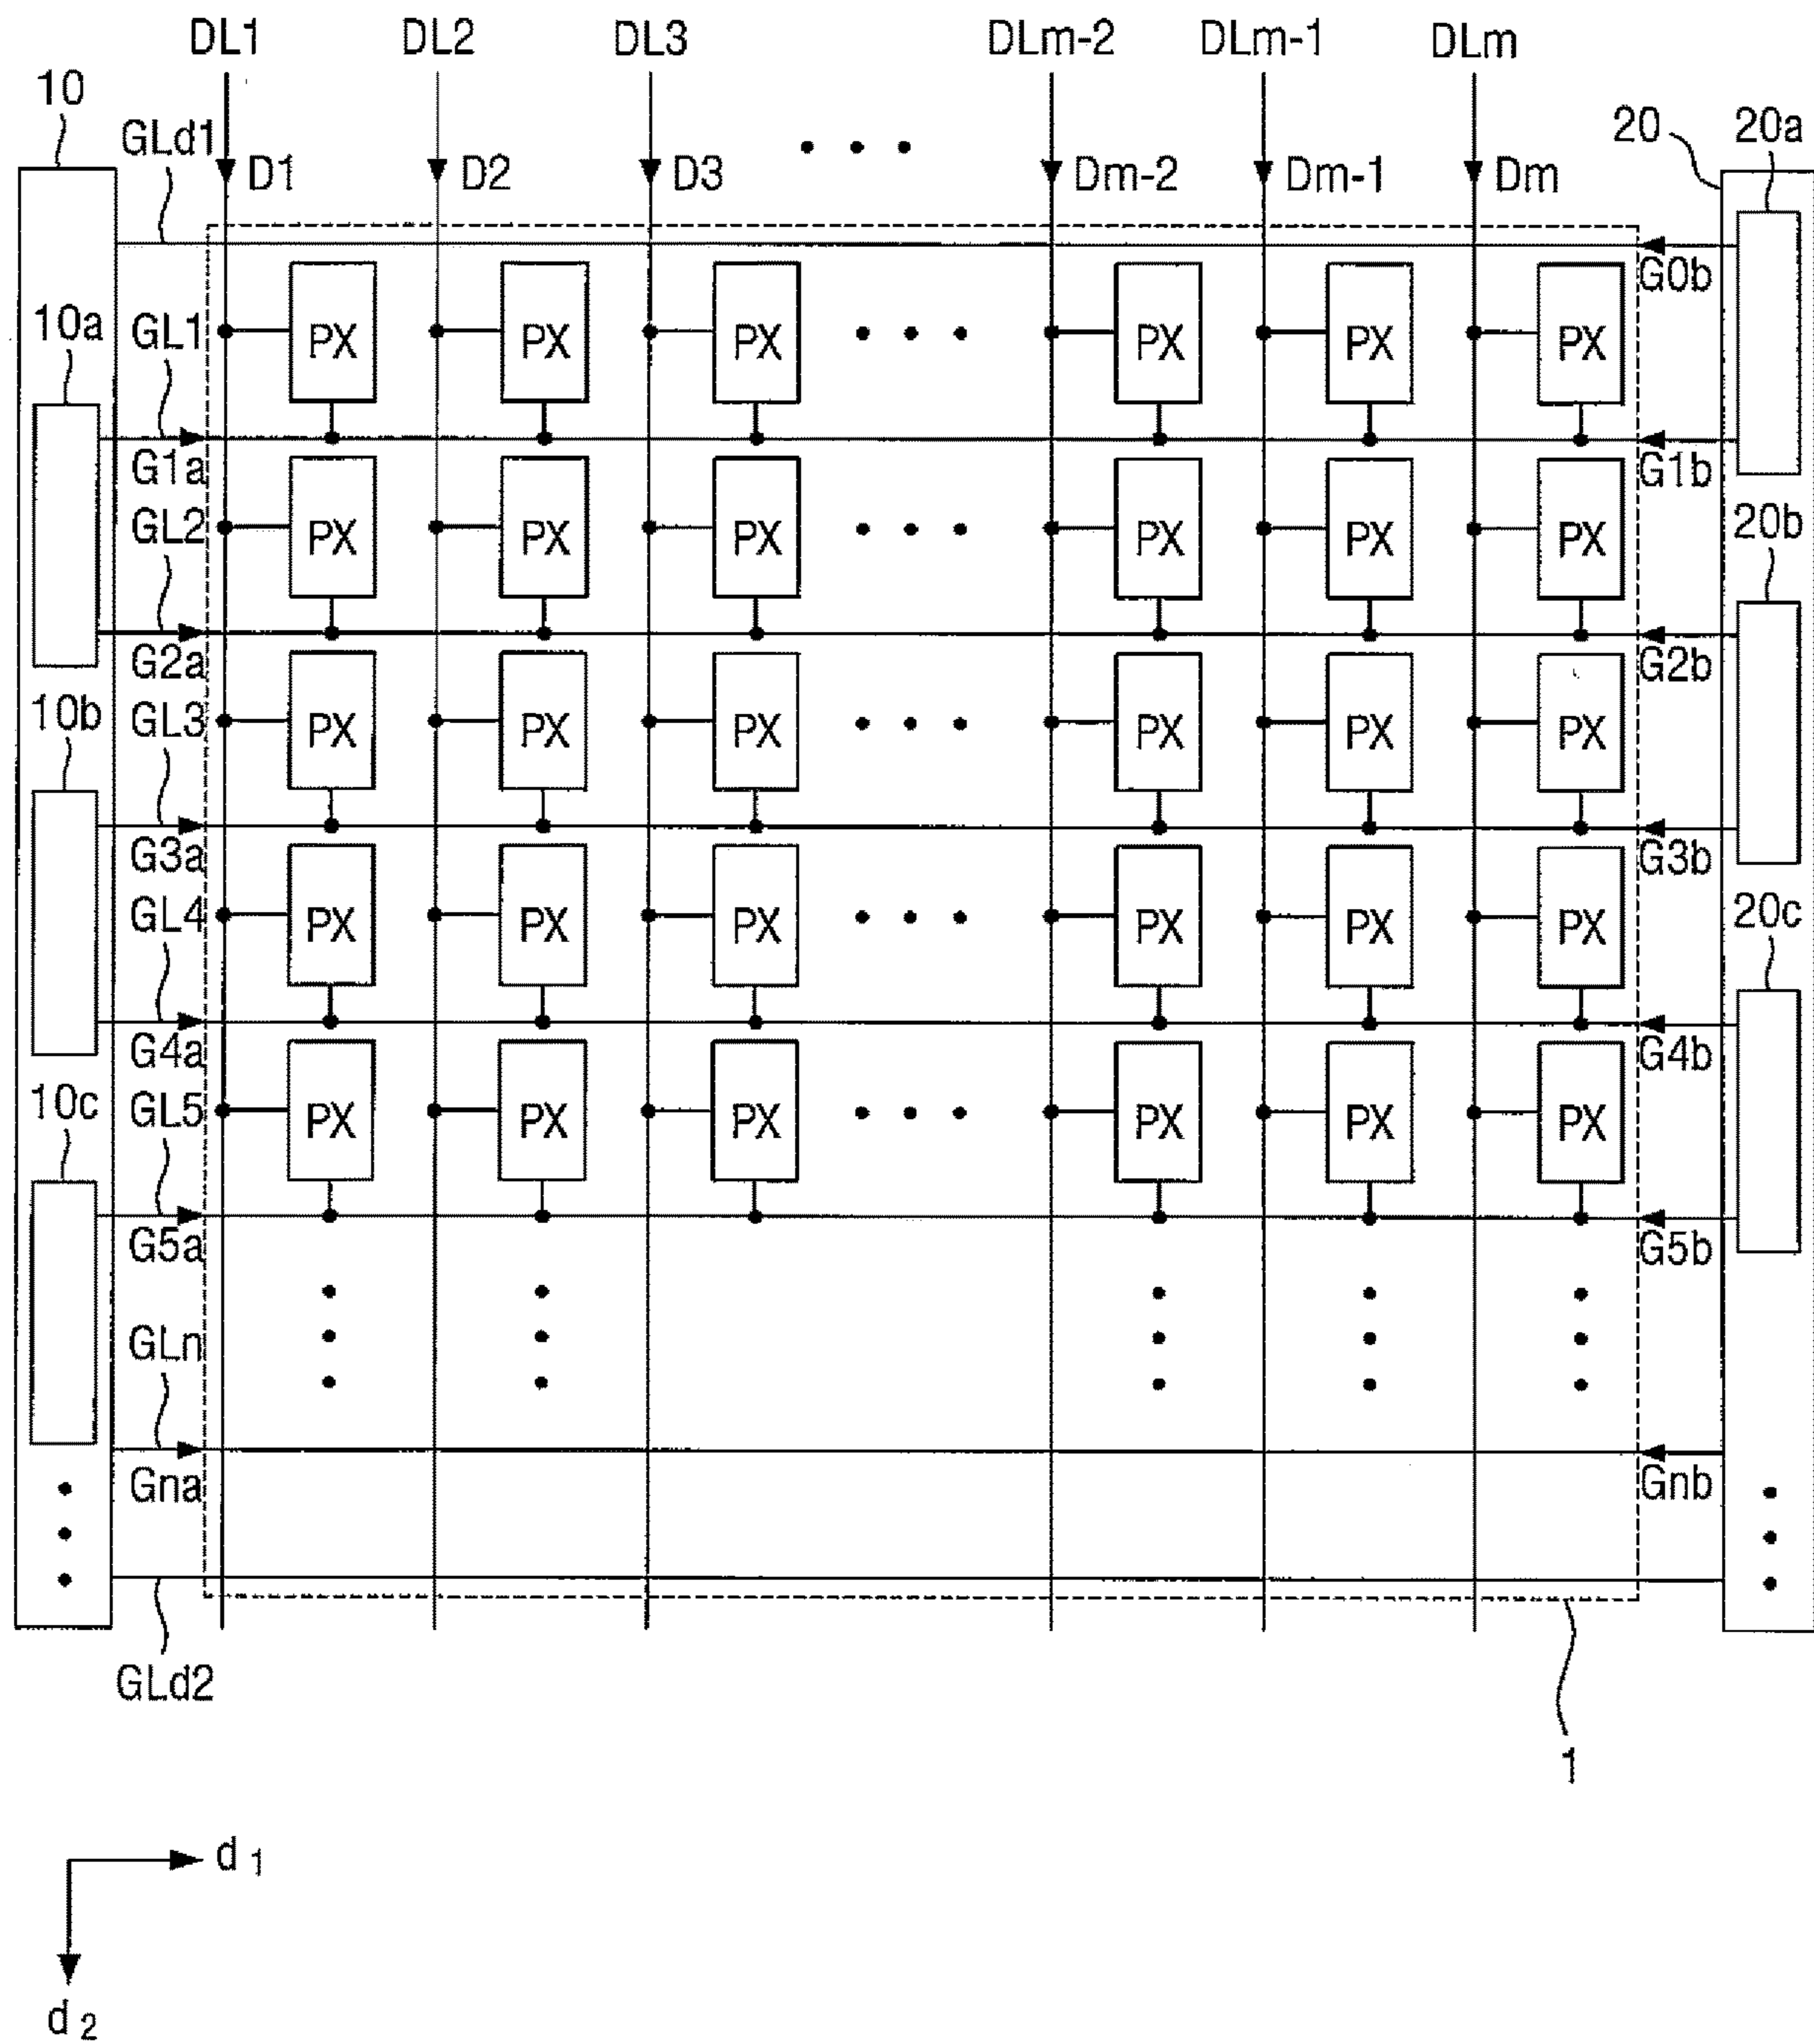 DL1 DL2 DL3 DLm-2 DLm-1 DLm
10 GLd1 20 20a
D1 D2 D3 • • • Dm-2 Dm-1 Dm
G0b
10a GL1 PX PX PX • • • PX PX PX
G1a G1b
GL2 PX PX PX • • • PX PX PX 20b
G2a G2b
10b GL3 PX PX PX • • • PX PX PX
G3a G3b
GL4 PX PX PX • • • PX PX PX 20c
G4a G4b
10c GL5 PX PX PX • • • PX PX PX
G5a G5b
GLn
Gna Gnb
GLd2
1
d1
d2